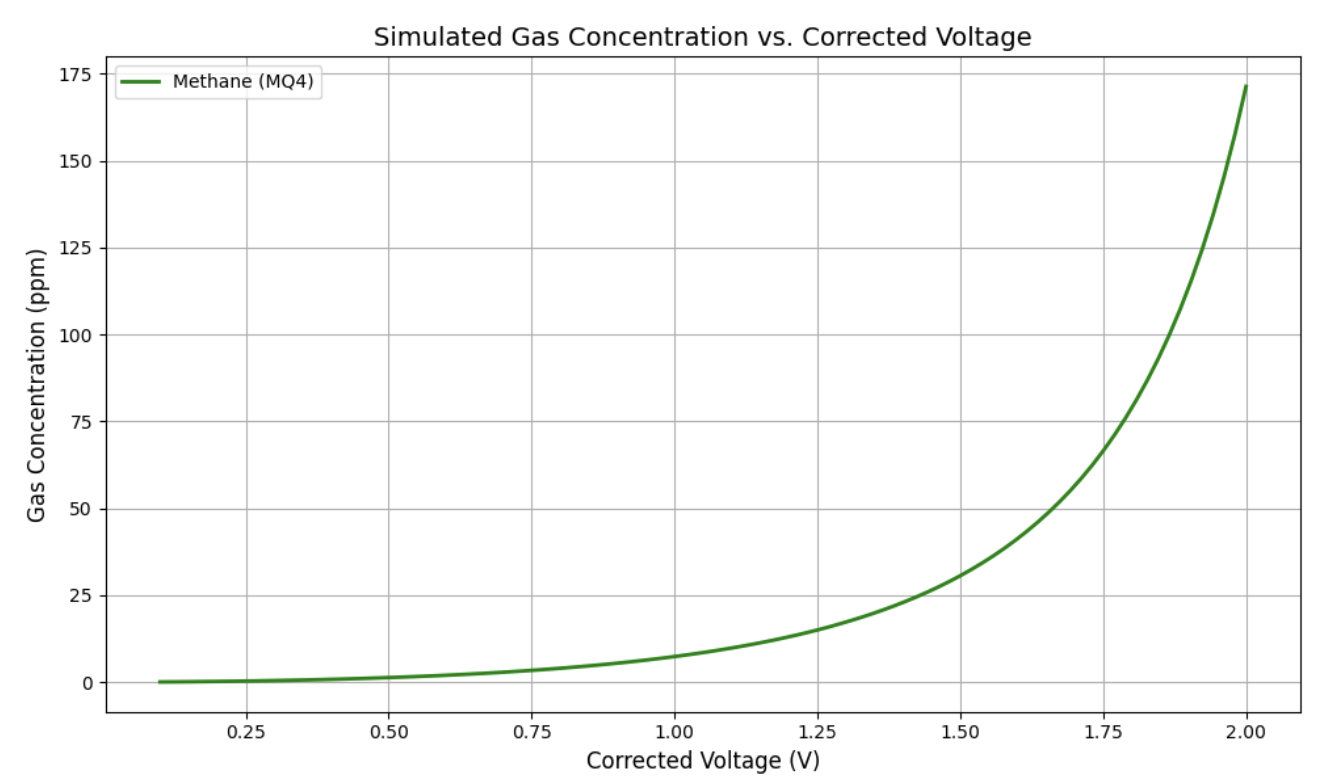 Simulated Gas Concentration vs. Corrected Voltage
Methane (MQ4)
Gas Concentration (ppm)
175
150
125
100
75
50
25
0
0.25 0.50 0.75 1.00 1.25 1.50 1.75 2.00
Corrected Voltage (V)